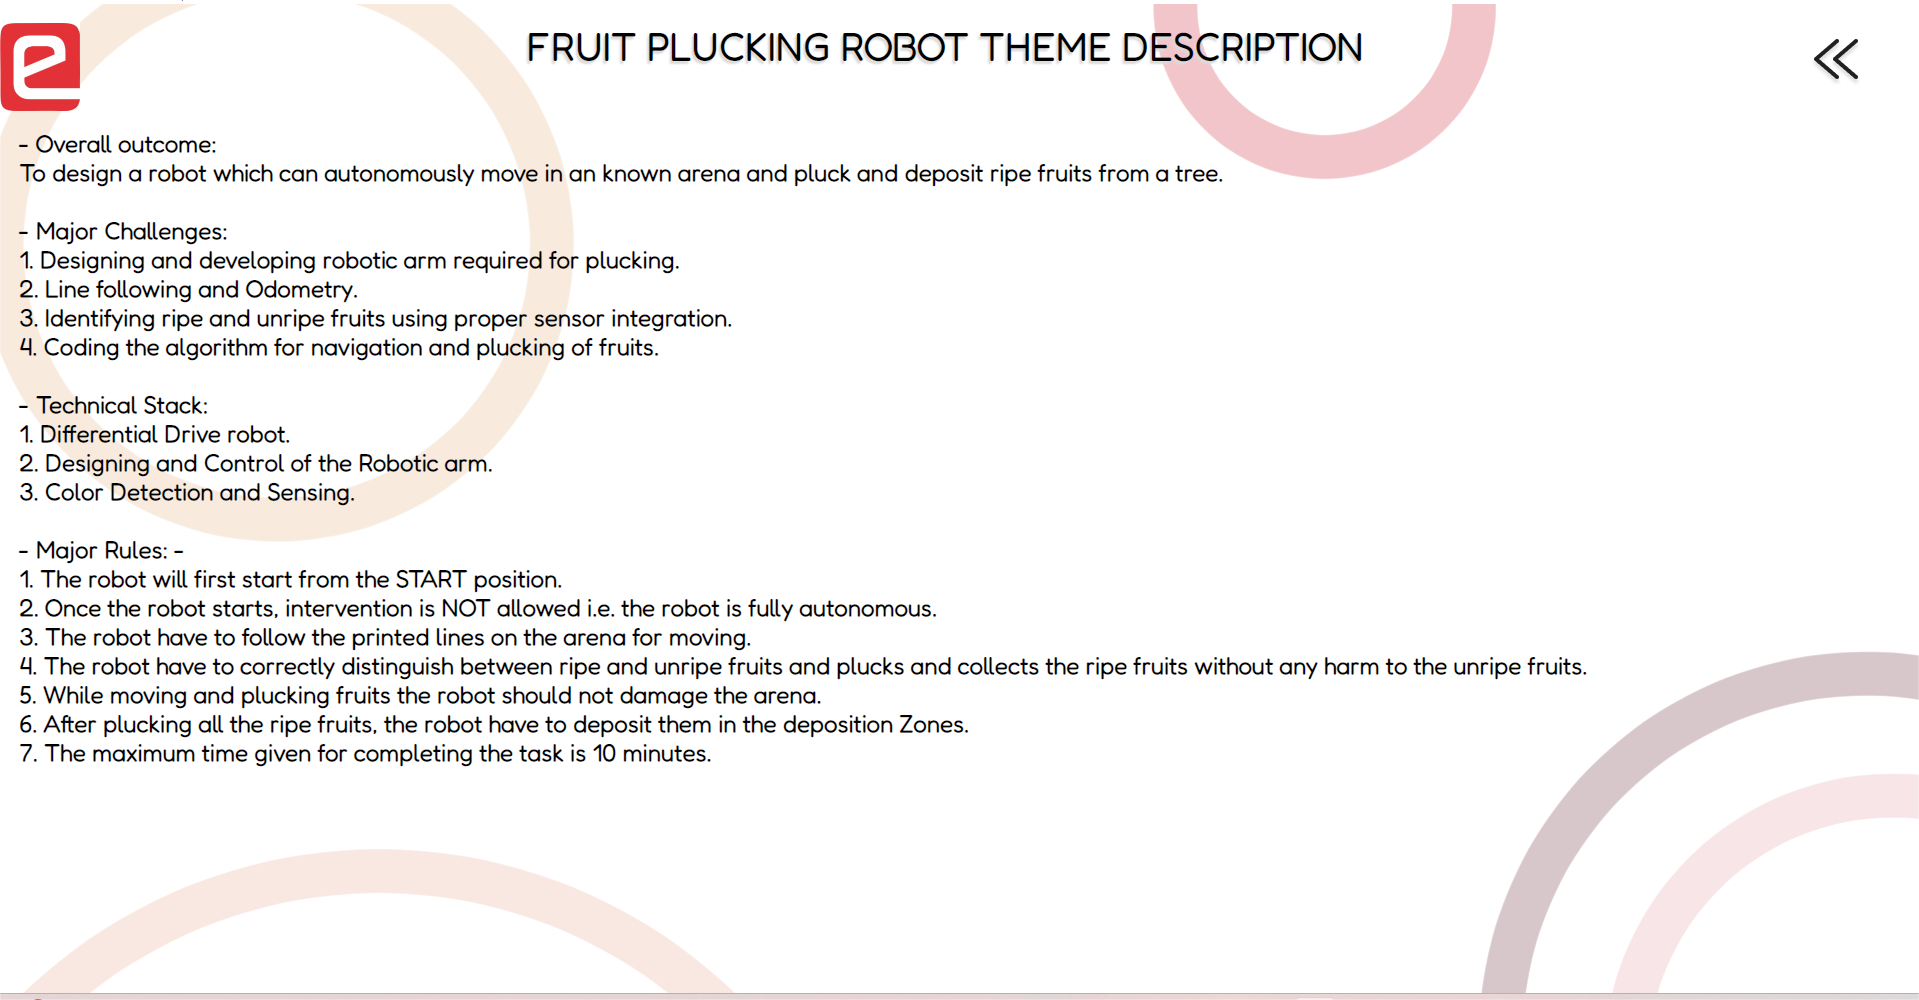 FRUIT PLUCKING ROBOT THEME DESCRIPTION
- Overall outcome:
To design a robot which can autonomously move in an known arena and pluck and deposit ripe fruits from a tree.
- Major Challenges:
1. Designing and developing robotic arm required for plucking.
2. Line following and Odometry.
3. Identifying ripe and unripe fruits using proper sensor integration.
4. Coding the algorithm for navigation and plucking of fruits.
- Technical Stack:
1. Differential Drive robot.
2. Designing and Control of the Robotic arm.
3. Color Detection and Sensing.
- Major Rules: -
1. The robot will first start from the START position.
2. Once the robot starts, intervention is NOT allowed i.e. the robot is fully autonomous.
3. The robot have to follow the printed lines on the arena for moving.
4. The robot have to correctly distinguish between ripe and unripe fruits and plucks and collects the ripe fruits without any harm to the unripe fruits.
5. While moving and plucking fruits the robot should not damage the arena.
6. After plucking all the ripe fruits, the robot have to deposit them in the deposition Zones.
7. The maximum time given for completing the task is 10 minutes.